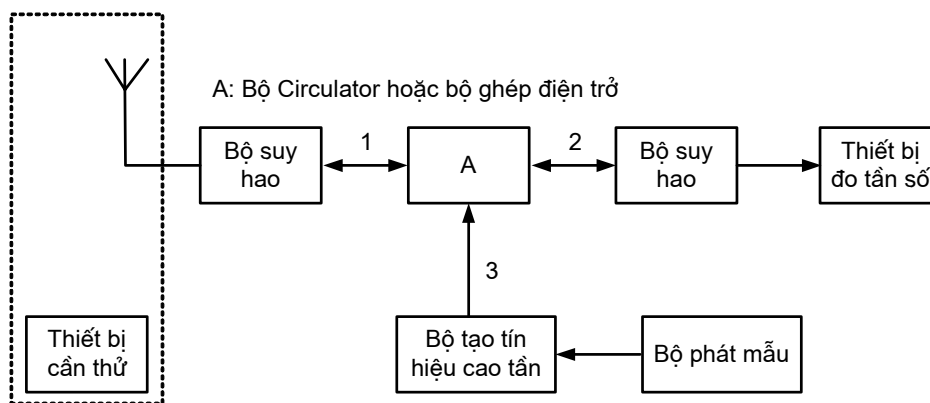 A: Bộ Circulator hoặc bộ ghép điện trở
Bộ suy
hao
1
A
2
Bộ suy
hao
Thiết bị
đo tần số
3
Thiết bị
cần thử
Bộ tạo tín
hiệu cao tần
Bộ phát mẫu